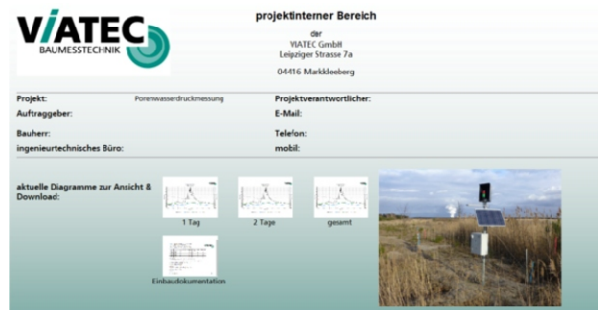 VIATEC
BAUMESSTECHNIK
projektinterner Bereich
der
VIATEC GmbH
Leipziger Strasse 7a
04416 Markkleeberg
Projekt: Porenwasserdruckmessung Projektverantwortlicher:
Auftraggeber: E-Mail:
Bauherr: Telefon:
ingenieurtechnisches Büro: mobil:
aktuelle Diagramme zur Ansicht &
Download:
1 Tag 2 Tage gesamt
Einbaudokumentation